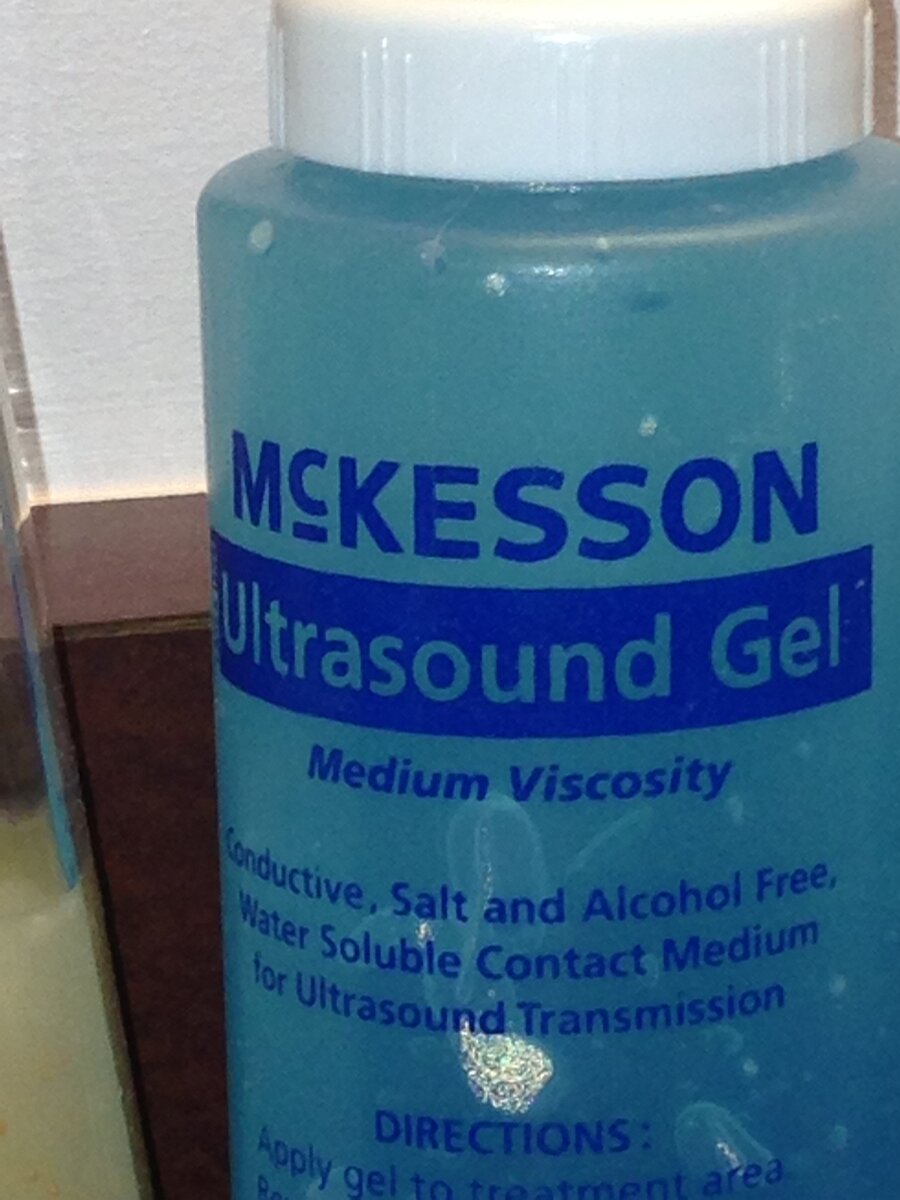 McKESSON
Ultrasound Gel
Medium Viscosity
Conductive, Salt and Alcohol Free,
Water Soluble Contact Medium
for Ultrasound Transmission
DIRECTIONS:
Apply gel to treatment area